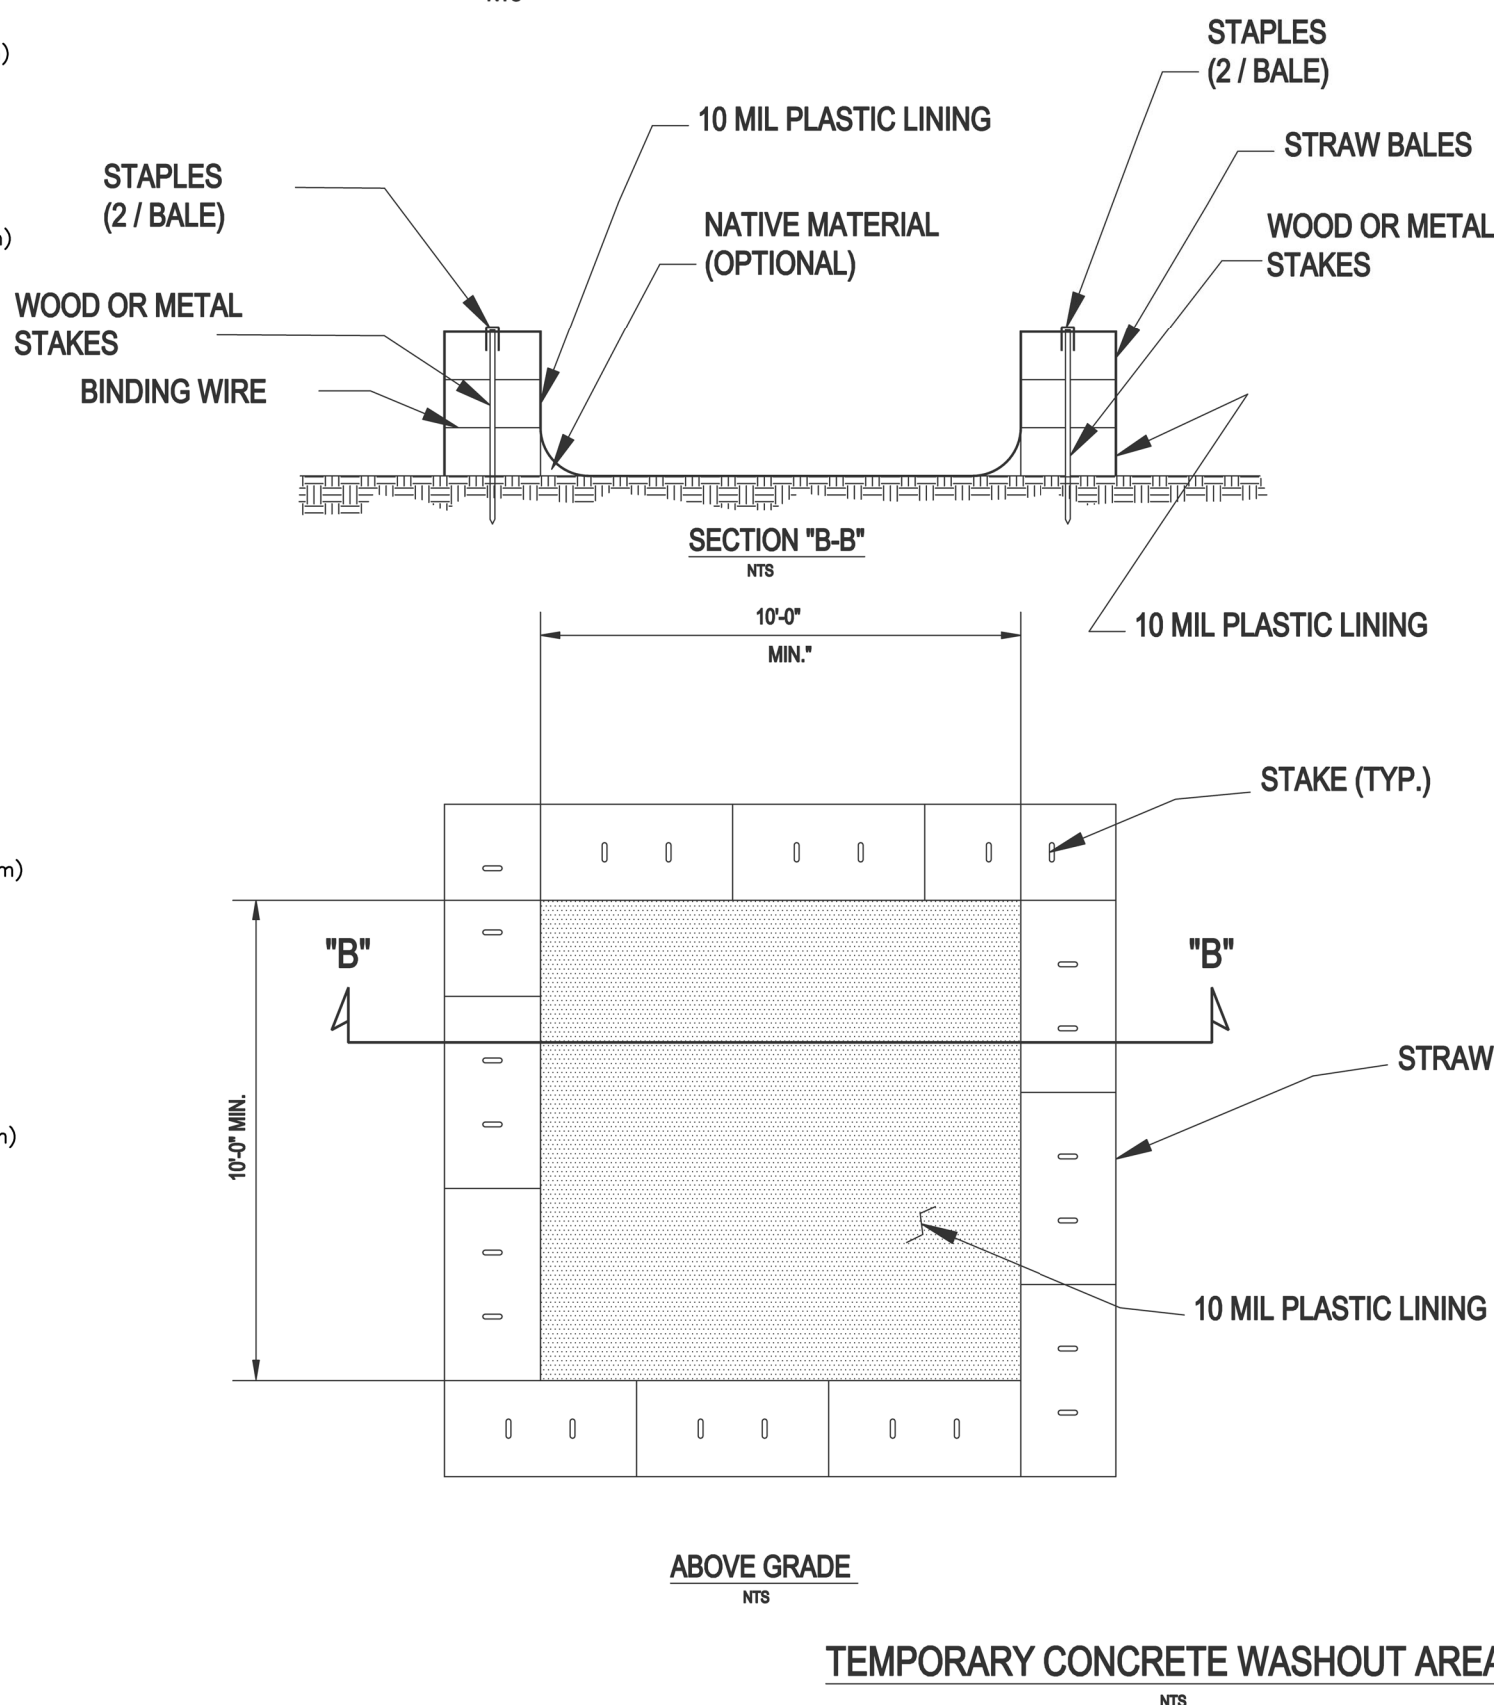 STAPLES
(2 / BALE)
10 MIL PLASTIC LINING
STRAW BALES
STAPLES
(2 / BALE)
NATIVE MATERIAL
(OPTIONAL)
WOOD OR METAL
STAKES
WOOD OR METAL
STAKES
BINDING WIRE
SECTION "B-B"
NTS
10'-0"
MIN."
10 MIL PLASTIC LINING
STAKE (TYP.)
m)
"B"
"B"
STRAW
10'-0" MIN.
10 MIL PLASTIC LINING
ABOVE GRADE
NTS
TEMPORARY CONCRETE WASHOUT AREA
NTS